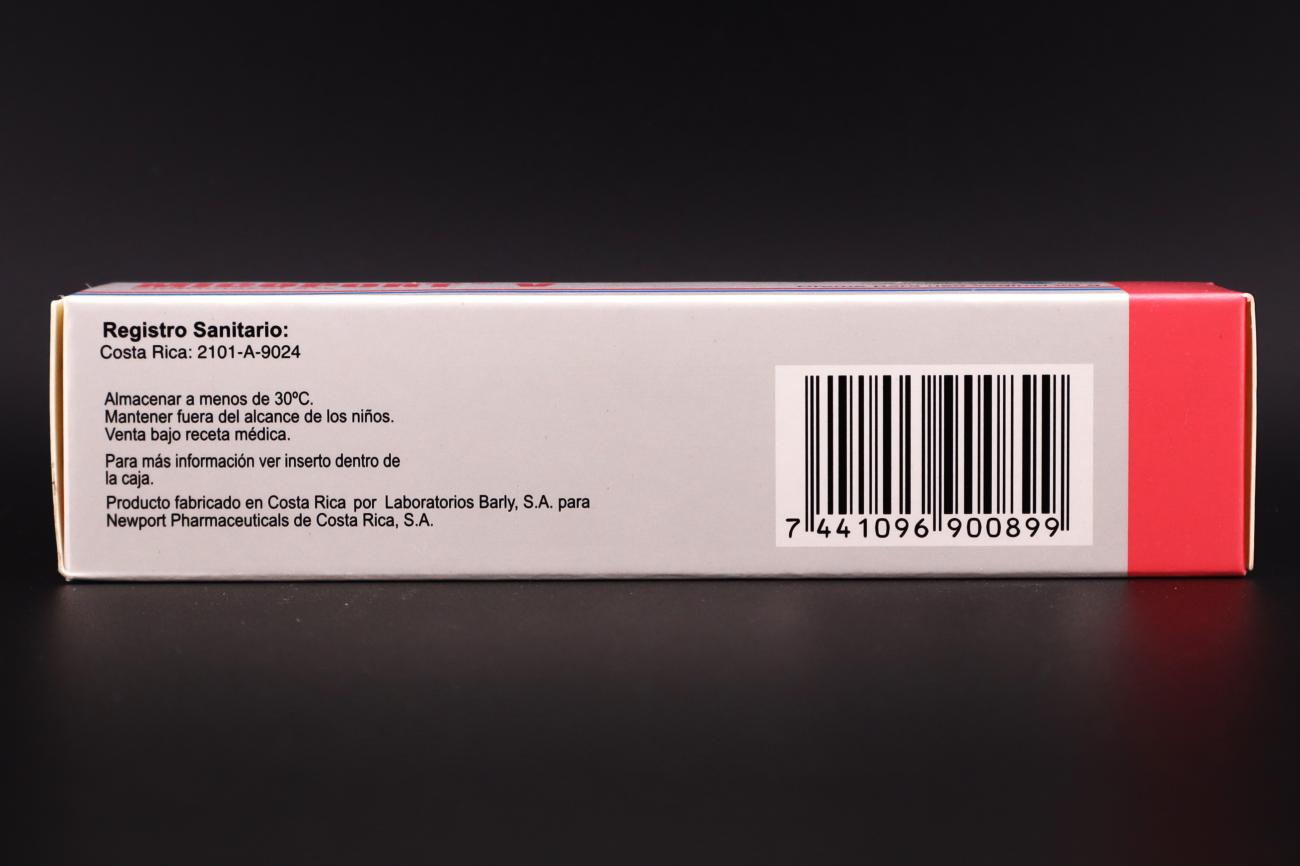 Registro Sanitario:
Costa Rica: 2101-A-9024
Almacenar a menos de 30ºC.
Mantener fuera del alcance de los niños.
Venta bajo receta médica.
Para más información ver inserto dentro de
la caja.
Producto fabricado en Costa Rica por Laboratorios Barly, S.A. para
Newport Pharmaceuticals de Costa Rica, S.A.
7 441096 900899